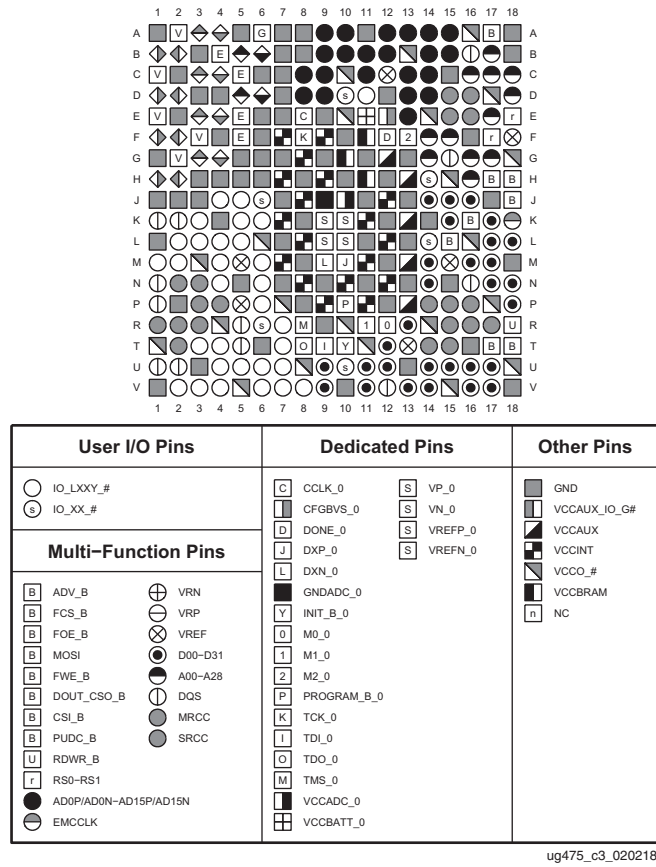 1 2 3 4 5 6 7 8 9 10 11 12 13 14 15 16 17 18
A V G B A
B E B
C V E C
D s D
E V E C r E
F V E K D 2 r F
G V G
H s B B H
J s B J
K S S B K
L S S s B L
M L J M
N N
P P P
R s M 1 0 U R
T O I Y B B T
U s U
V V
1 2 3 4 5 6 7 8 9 10 11 12 13 14 15 16 17 18
User I/O Pins
IO_LXXY_#
s IO_XX_#
Multi−Function Pins
B ADV_B
B FCS_B
B FOE_B
B MOSI
B FWE_B
B DOUT_CSO_B
B CSI_B
B PUDC_B
U RDWR_B
r RS0−RS1
AD0P/AD0N−AD15P/AD15N
EMCCLK
VRN
VRP
VREF
D00−D31
A00−A28
DQS
MRCC
SRCC
Dedicated Pins
C CCLK_0
CFGBVS_0
D DONE_0
J DXP_0
L DXN_0
GNDADC_0
Y INIT_B_0
0 M0_0
1 M1_0
2 M2_0
P PROGRAM_B_0
K TCK_0
I TDI_0
O TDO_0
M TMS_0
VCCADC_0
VCCBATT_0
S VP_0
S VN_0
S VREFP_0
S VREFN_0
Other Pins
GND
VCCAUX_IO_G#
VCCAUX
VCCINT
VCCO_#
VCCBRAM
n NC
ug475_c3_020218